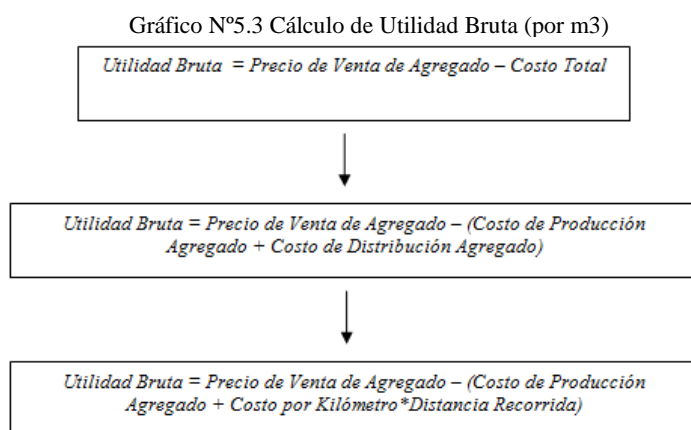 Gráfico Nº5.3 Cálculo de Utilidad Bruta (por m3)
Utilidad Bruta = Precio de Venta de Agregado – Costo Total
Utilidad Bruta = Precio de Venta de Agregado – (Costo de Producción
Agregado + Costo de Distribución Agregado)
Utilidad Bruta = Precio de Venta de Agregado – (Costo de Producción
Agregado + Costo por Kilómetro*Distancia Recorrida)